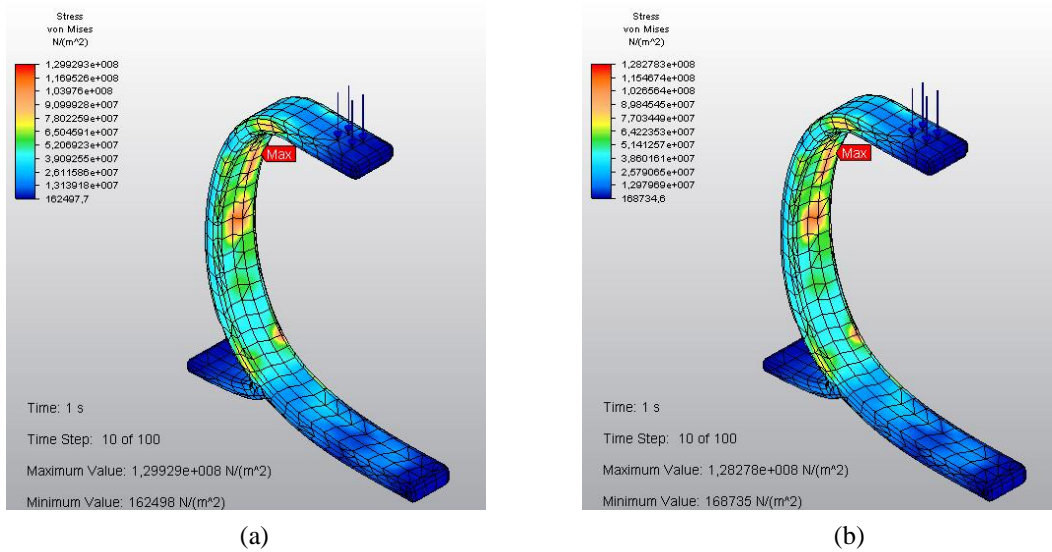 Stress
von Mises
N/(m^2)
1,299293e+008
1,169526e+008
1,03976e+008
9,099928e+007
7,802259e+007
6,504591e+007
5,206923e+007
3,909255e+007
2,611586e+007
1,313918e+007
162497,7
Max
Time: 1 s
Time Step: 10 of 100
Maximum Value: 1,29929e+008 N/(m^2)
Minimum Value: 162498 N/(m^2)
(a)
Stress
von Mises
N/(m^2)
1,282783e+008
1,154674e+008
1,026564e+008
8,984545e+007
7,703449e+007
6,422353e+007
5,141257e+007
3,860161e+007
2,579065e+007
1,297969e+007
168734,6
Max
Time: 1 s
Time Step: 10 of 100
Maximum Value: 1,28278e+008 N/(m^2)
Minimum Value: 168735 N/(m^2)
(b)